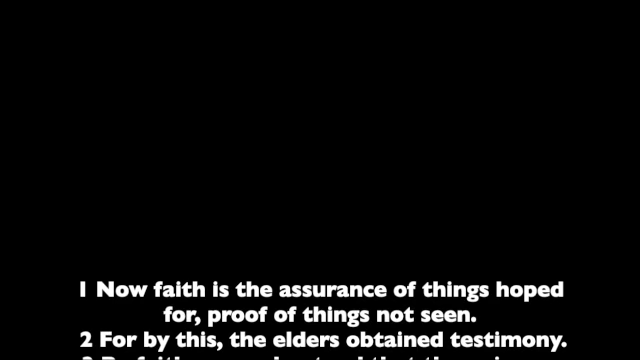 1 Now faith is the assurance of things hoped
for, proof of things not seen.
2 For by this, the elders obtained testimony.